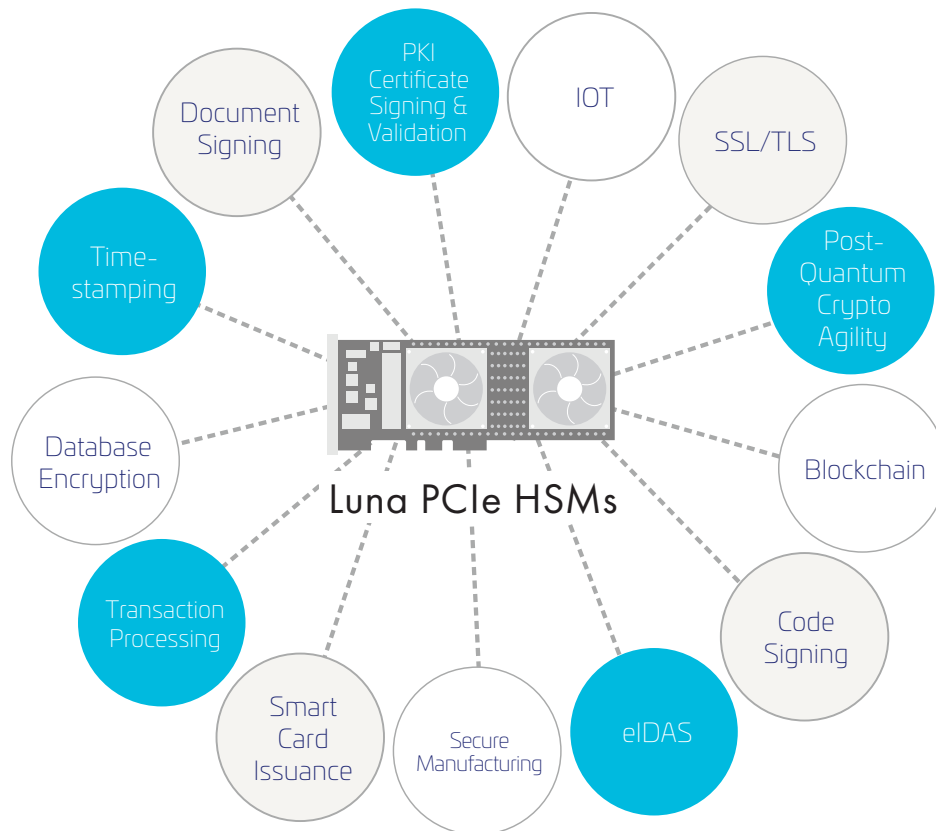 PKI
Certificate
Signing &
Validation
IOT
SSL/TLS
Post-
Quantum
Crypto
Agility
Blockchain
Code
Signing
eIDAS
Secure
Manufacturing
Smart
Card
Issuance
Transaction
Processing
Database
Encryption
Time-
stamping
Document
Signing
Luna PCIe HSMs